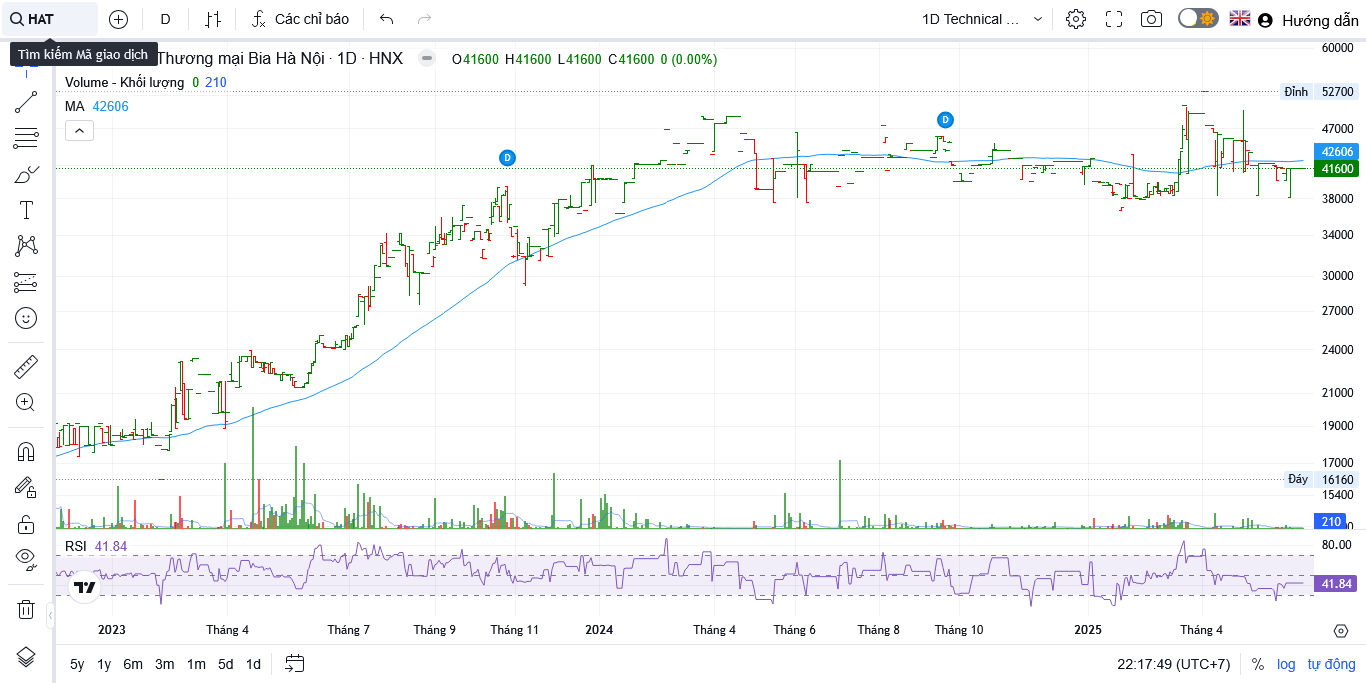 HAT
D
Các chỉ báo
1D Technical ...
Hướng dẫn
Tìm kiếm Mã giao dịch
Thương mại Bia Hà Nội · 1D · HNX
O41600 H41600 L41600 C41600 0 (0.00%)
Volume - Khối lượng 0 210
MA 42606
D
D
60000
Đỉnh 52700
47000
42606
41600
38000
34000
30000
27000
24000
21000
19000
17000
Đáy 16160
15400
210
0
RSI 41.84
80.00
41.84
2023 Tháng 4 Tháng 7 Tháng 9 Tháng 11 2024 Tháng 4 Tháng 6 Tháng 8 Tháng 10 2025 Tháng 4
5y 1y 6m 3m 1m 5d 1d
22:17:49 (UTC+7) % log tự động